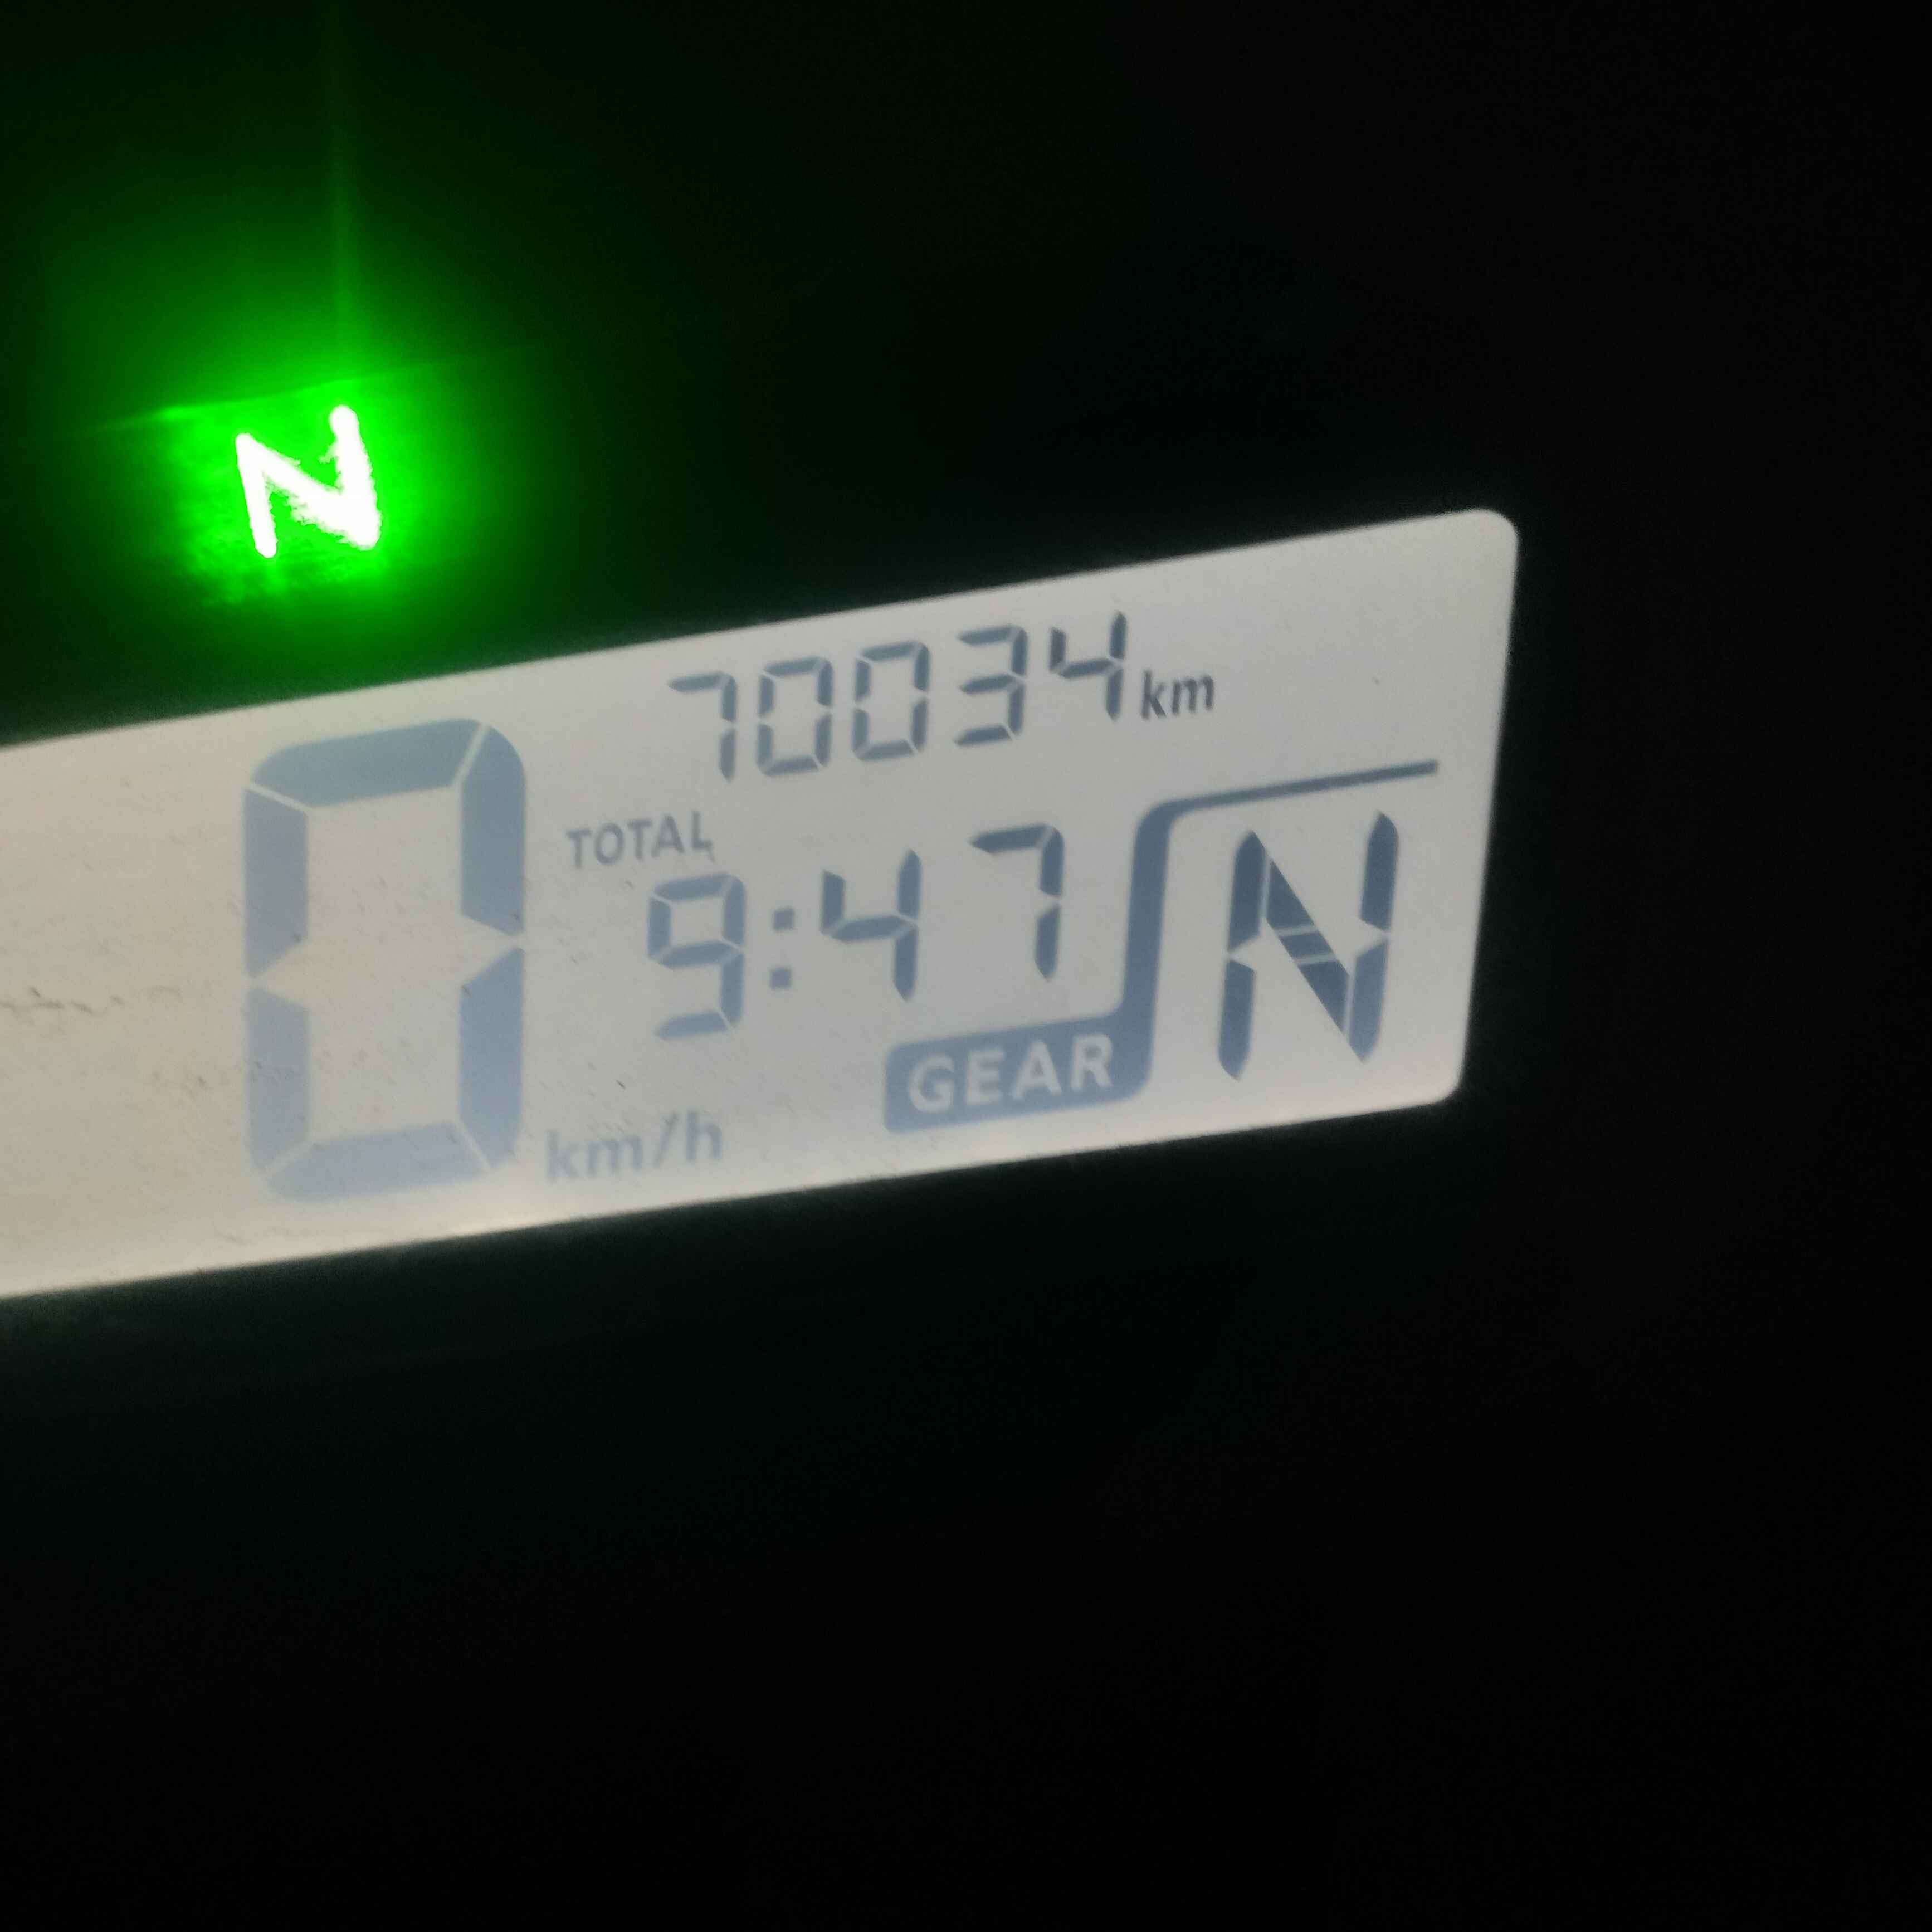 N
70034 km
TOTAL
9:47
N
GEAR
0 km/h